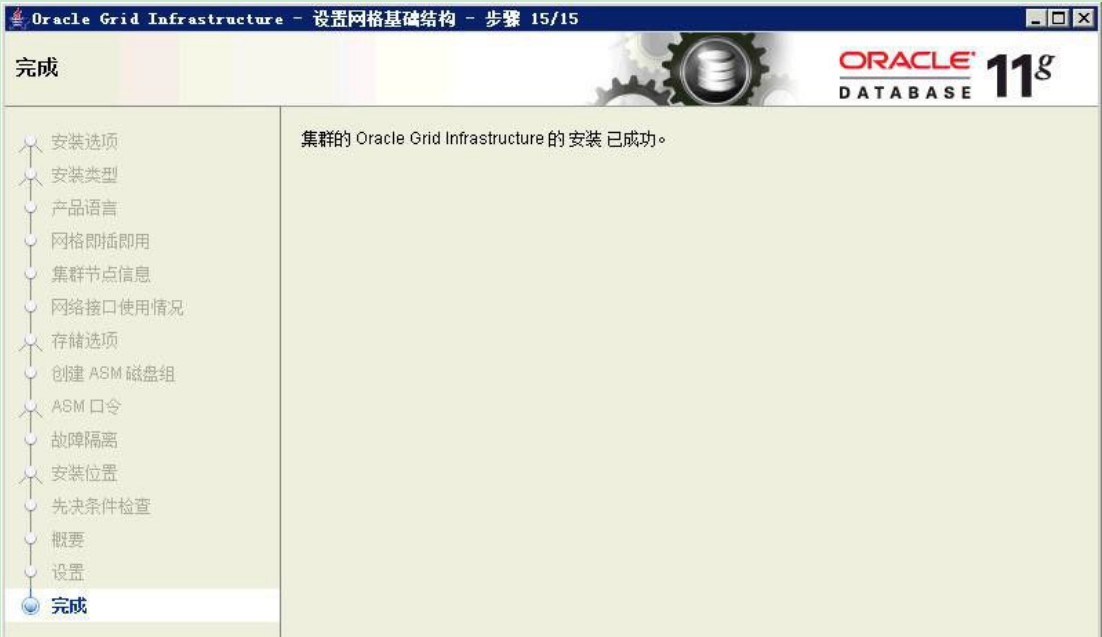 Oracle Grid Infrastructure - 设置网格基础结构 - 步骤 15/15
完成
ORACLE
DATABASE
11g
安装选项
安装类型
产品语言
网格即插即用
集群节点信息
网络接口使用情况
存储选项
创建 ASM 磁盘组
ASM 口令
故障隔离
安装位置
先决条件检查
概要
设置
完成
集群的 Oracle Grid Infrastructure 的 安装 已成功。